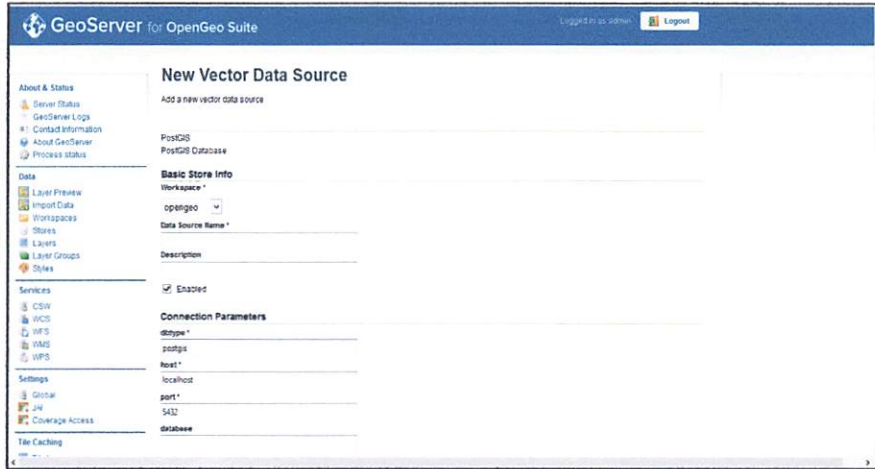 GeoServer for OpenGeo Suite
Logged in as admin
Logout
About & Status
Server Status
GeoServer Logs
Contact Information
About GeoServer
Process status
Data
Layer Preview
Import Data
Workspaces
Stores
Layers
Layer Groups
Styles
Services
CSW
WCS
WFS
WMS
WPS
Settings
Global
JAI
Coverage Access
Tile Caching
New Vector Data Source
Add a new vector data source
PostGIS
PostGIS Database
Basic Store Info
Workspace *
opengeo
Data Source Name *
Description
Enabled
Connection Parameters
dbtype *
postgis
host *
localhost
port *
5432
database